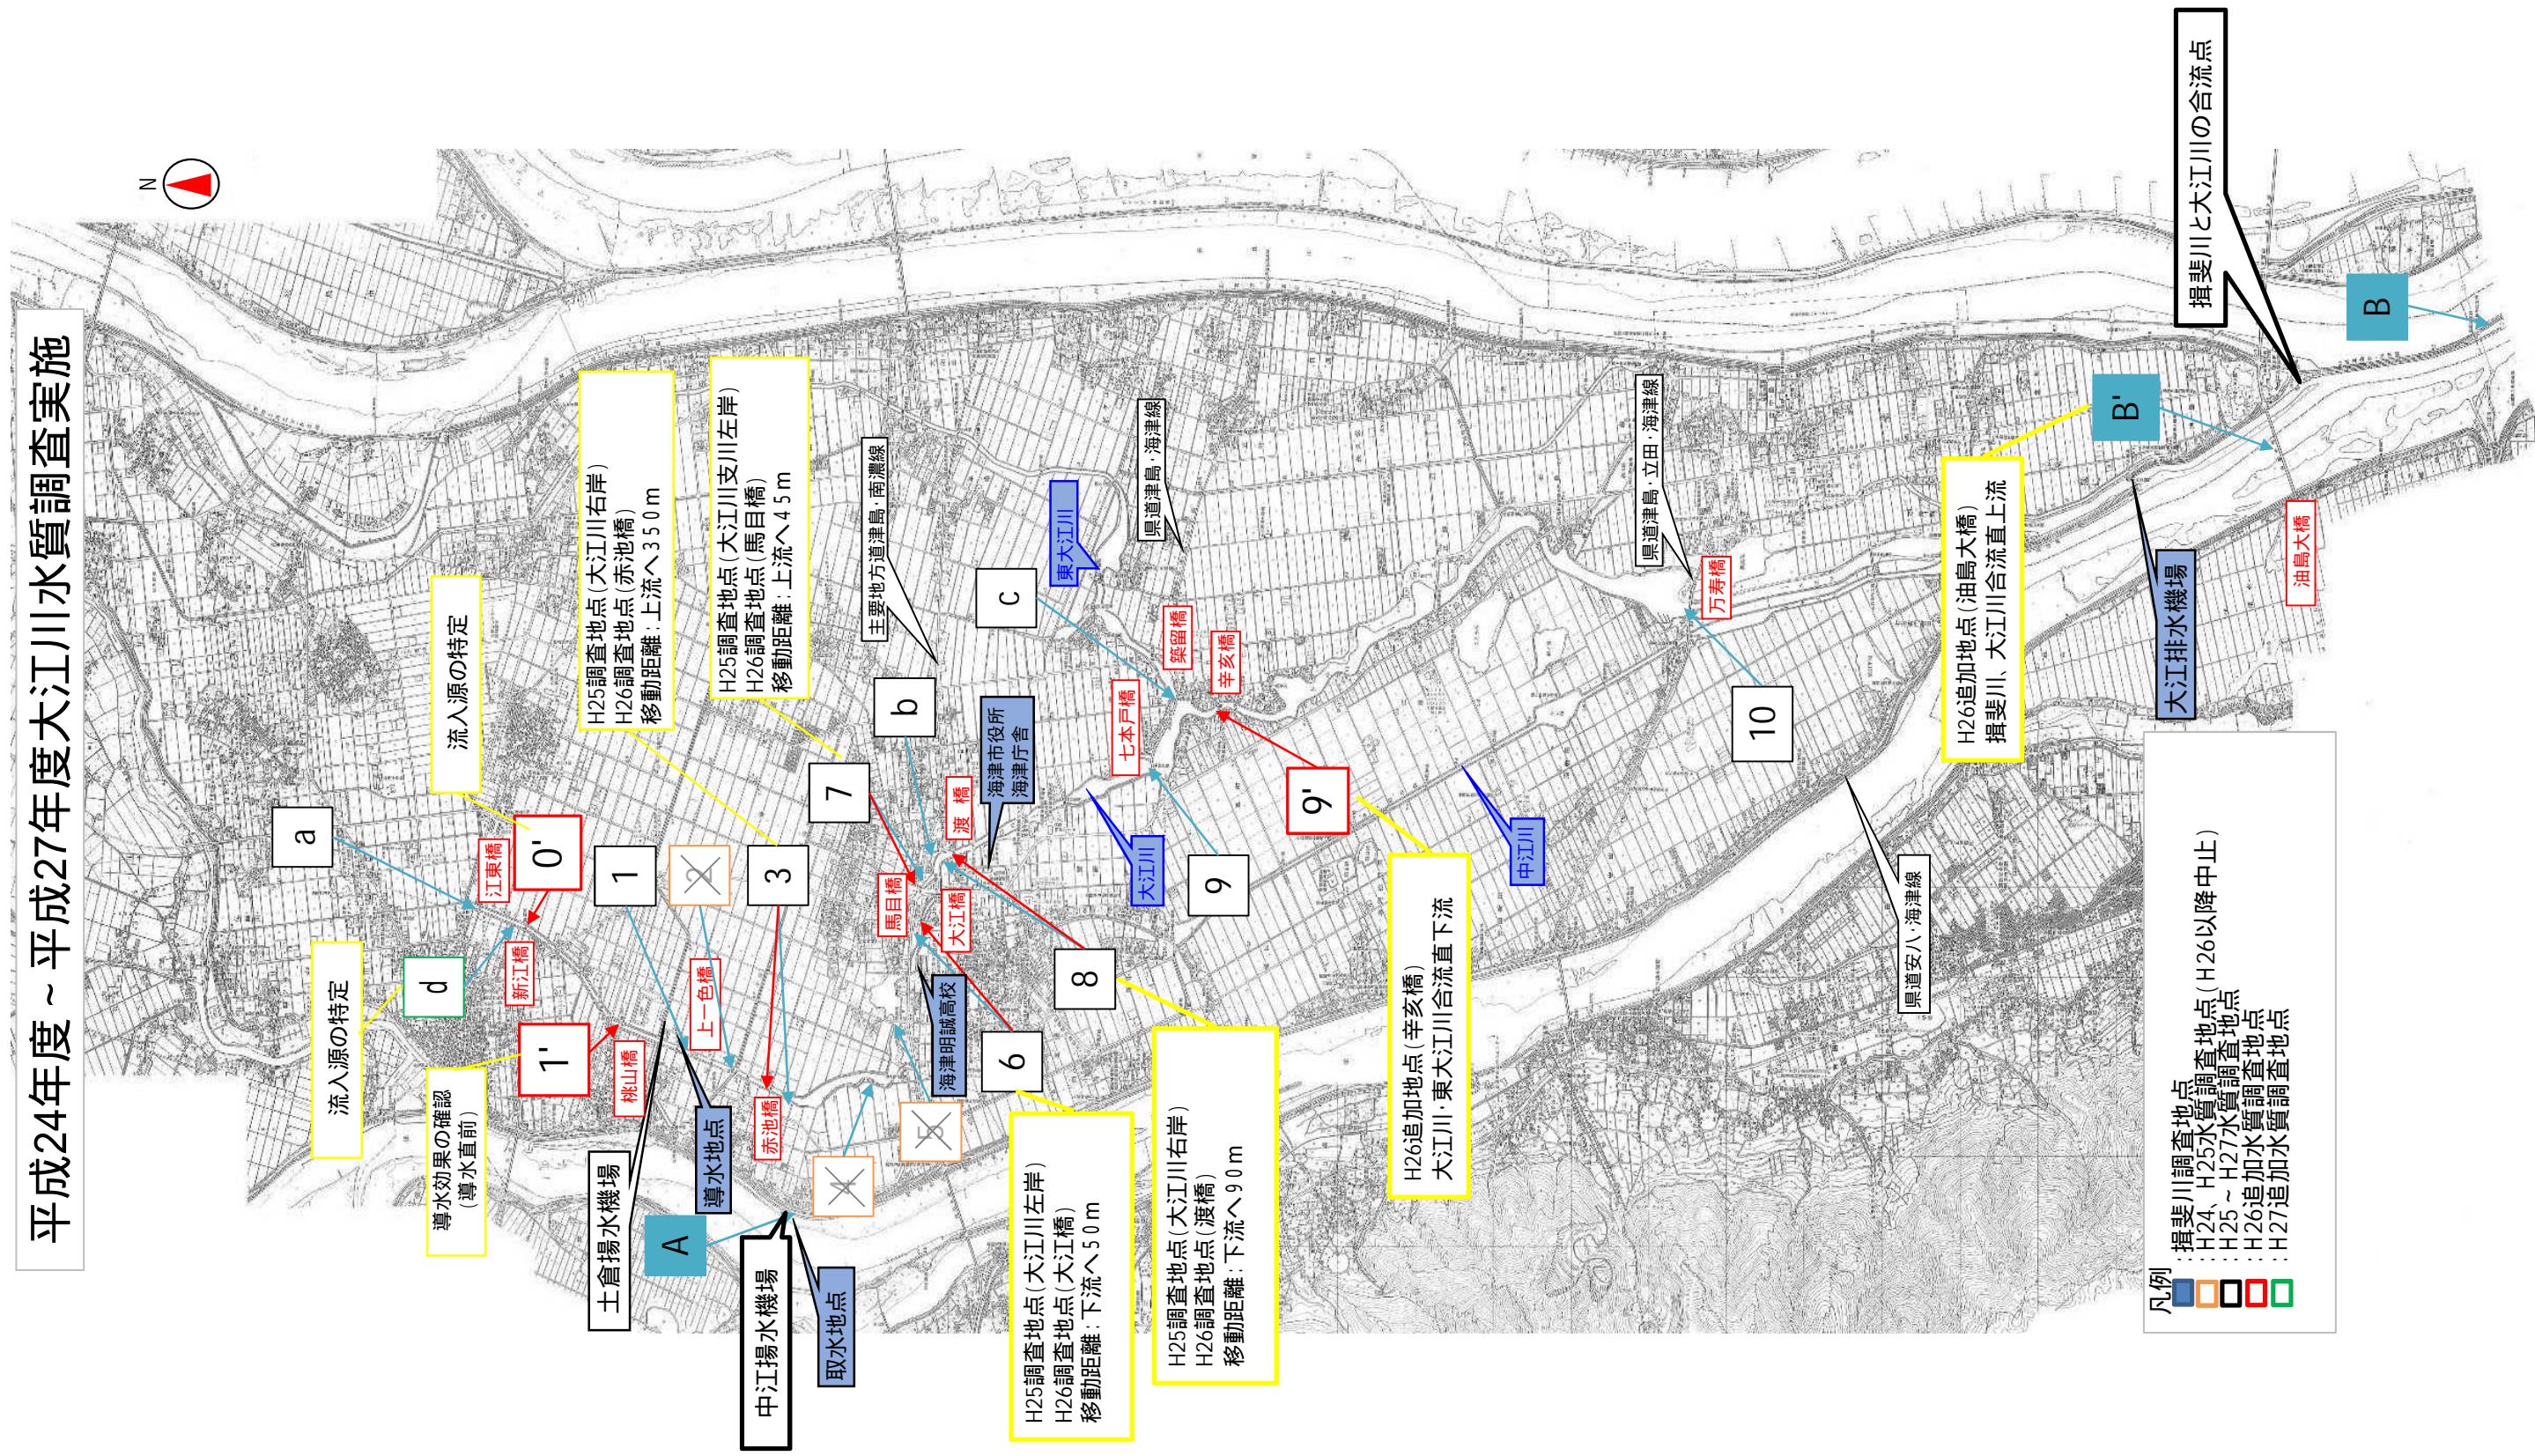 平成24年度～平成27年度大江川水質調査実施
N
a
流入源の特定
d
流入源の特定
江東橋
0'
新江橋
1'
導水効果の確認
(導水直前)
桃山橋
1
2
3
H25調査地点(大江川右岸)
H26調査地点(赤池橋)
移動距離：上流へ350m
H25調査地点(大江川支川左岸)
H26調査地点(馬目橋)
移動距離：上流へ45m
土倉揚水機場
導水地点
上一色橋
赤池橋
A
中江揚水機場
取水地点
4
5
7
b
主要地方道津島・南濃線
馬目橋
大江橋
渡 橋
海津市役所
海津庁舎
海津明誠高校
6
H25調査地点(大江川左岸)
H26調査地点(大江橋)
移動距離：下流へ50m
8
H25調査地点(大江川右岸)
H26調査地点(渡橋)
移動距離：下流へ90m
c
東大江川
県道津島・海津線
築留橋
辛亥橋
七本戸橋
大江川
9
9'
H26追加地点(辛亥橋)
大江川・東大江川合流直下流
中江川
県道津島・立田・海津線
万寿橋
10
県道安八・海津線
H26追加地点(油島大橋)
揖斐川、大江川合流直上流
B'
大江排水機場
油島大橋
揖斐川と大江川の合流点
B
凡例
：揖斐川調査地点
：H24、H25水質調査地点(H26以降中止)
：H25～H27水質調査地点
：H26追加水質調査地点
：H27追加水質調査地点